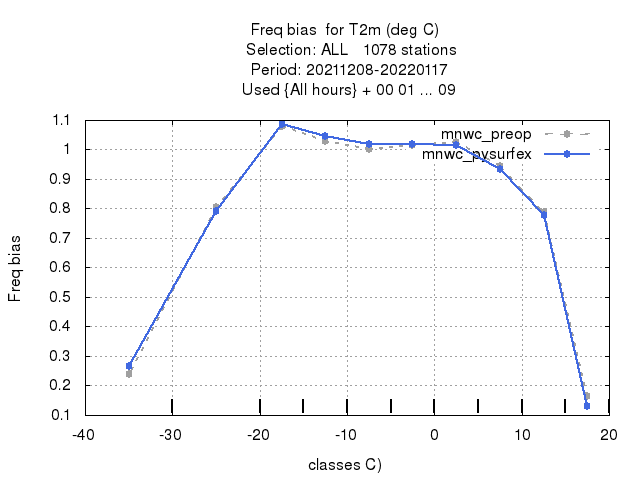 Freq bias  for T2m (deg C)
Selection: ALL   1078 stations
Period: 20211208-20220117
Used {All hours} + 00 01 ... 09
mnwc_preop
mnwc_pysurfex
1.1
1
0.9
0.8
0.7
0.6
0.5
0.4
0.3
0.2
0.1
Freq bias
-40 -30 -20 -10 0 10 20
classes C)